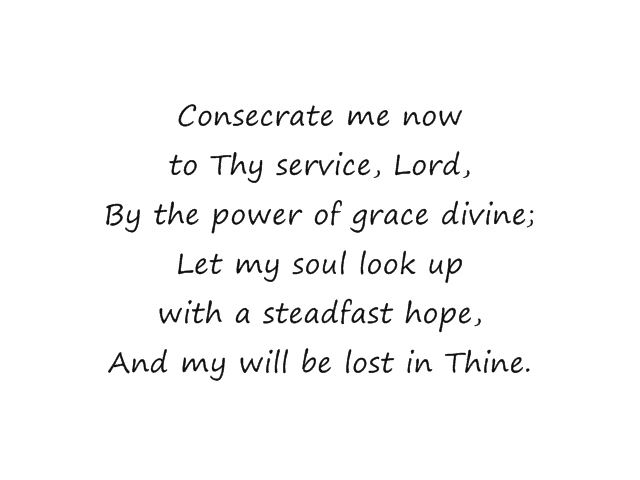 Consecrate me now
to Thy service, Lord,
By the power of grace divine;
Let my soul look up
with a steadfast hope,
And my will be lost in Thine.